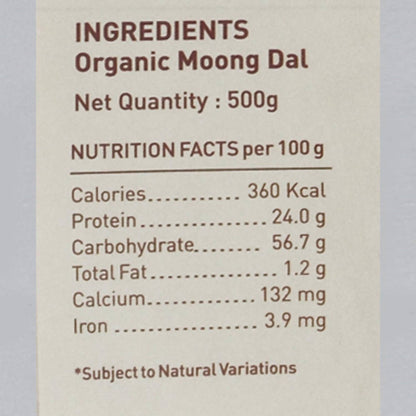 INGREDIENTS
Organic Moong Dal
Net Quantity : 500g
NUTRITION FACTS per 100 g
Calories........... 360 Kcal
Protein............... 24.0 g
Carbohydrate........ 56.7 g
Total Fat............... 1.2 g
Calcium............. 132 mg
Iron ................. 3.9 mg
*Subject to Natural Variations